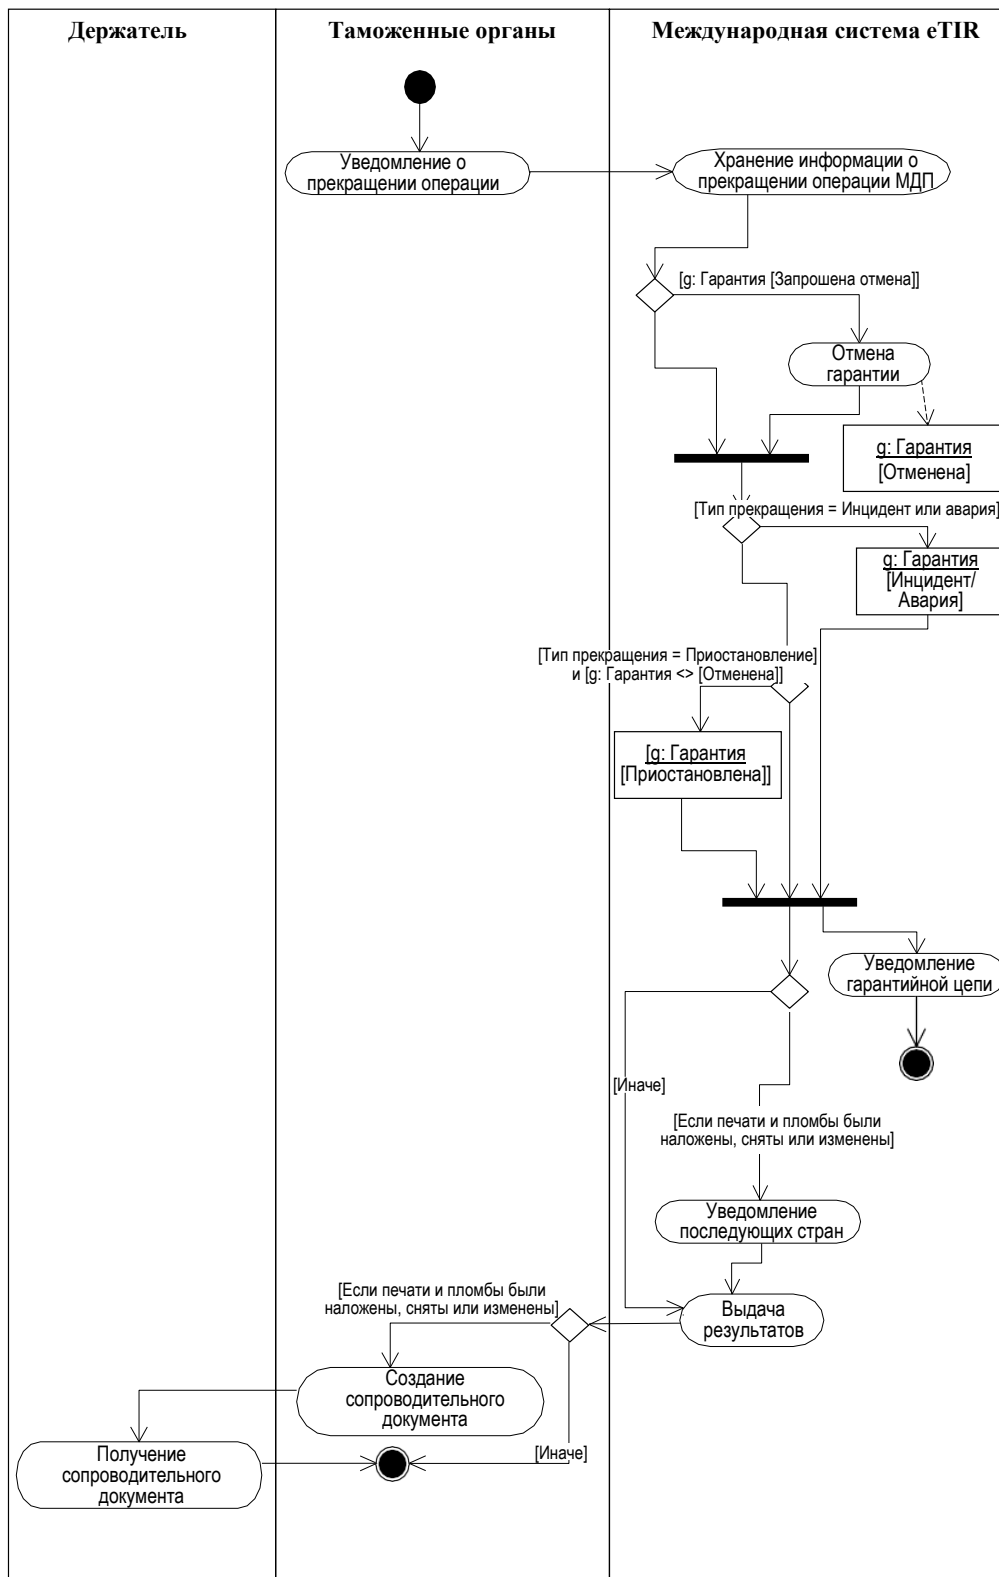 Держатель
Таможенные органы
Международная система eTIR
Уведомление о
прекращении операции
Хранение информации о
прекращении операции МДП
[g: Гарантия [Запрошена отмена]]
Отмена
гарантии
g: Гарантия
[Отменена]
[Тип прекращения = Инцидент или авария]
g: Гарантия
[Инцидент/
Авария]
[Тип прекращения = Приостановление]
и [g: Гарантия <> [Отменена]]
[g: Гарантия
[Приостановлена]]
Уведомление
гарантийной цепи
[Иначе]
[Если печати и пломбы были
наложены, сняты или изменены]
Уведомление
последующих стран
[Если печати и пломбы были
наложены, сняты или изменены]
Выдача
результатов
Создание
сопроводительного
документа
[Иначе]
Получение
сопроводительного
документа